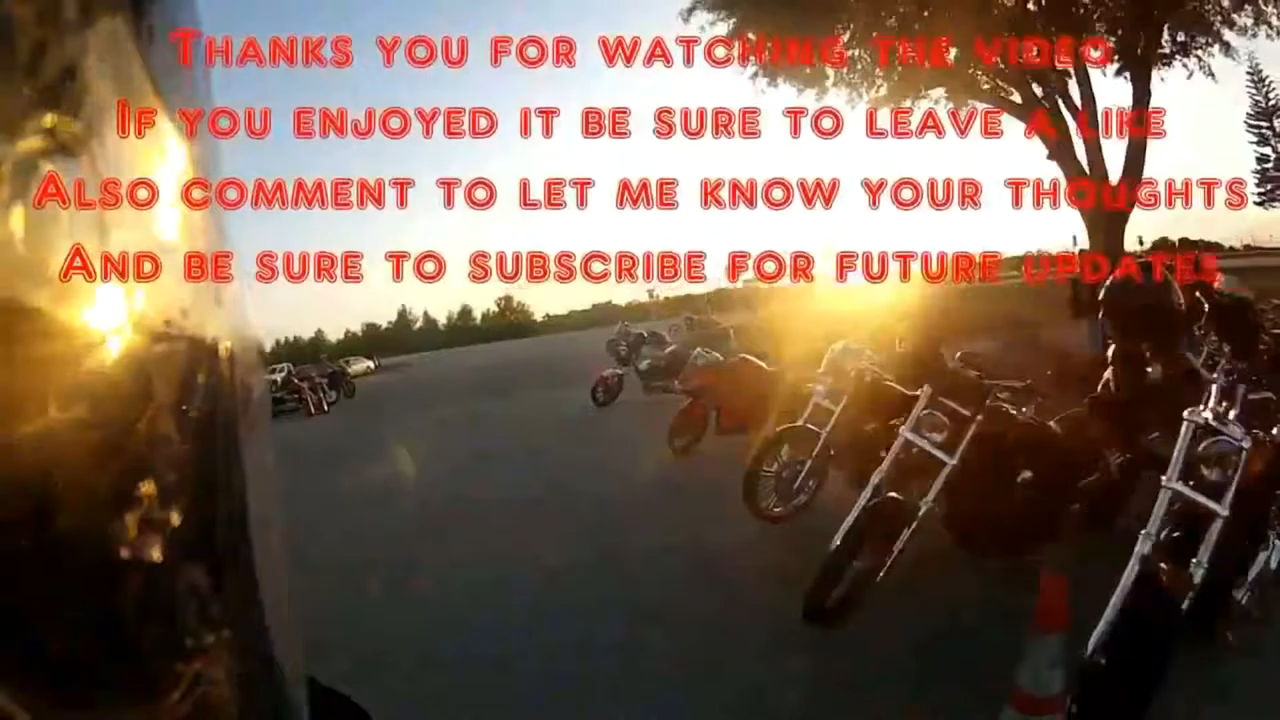 Thanks you for watching the video
If you enjoyed it be sure to leave a like
Also comment to let me know your thoughts
And be sure to subscribe for future updates